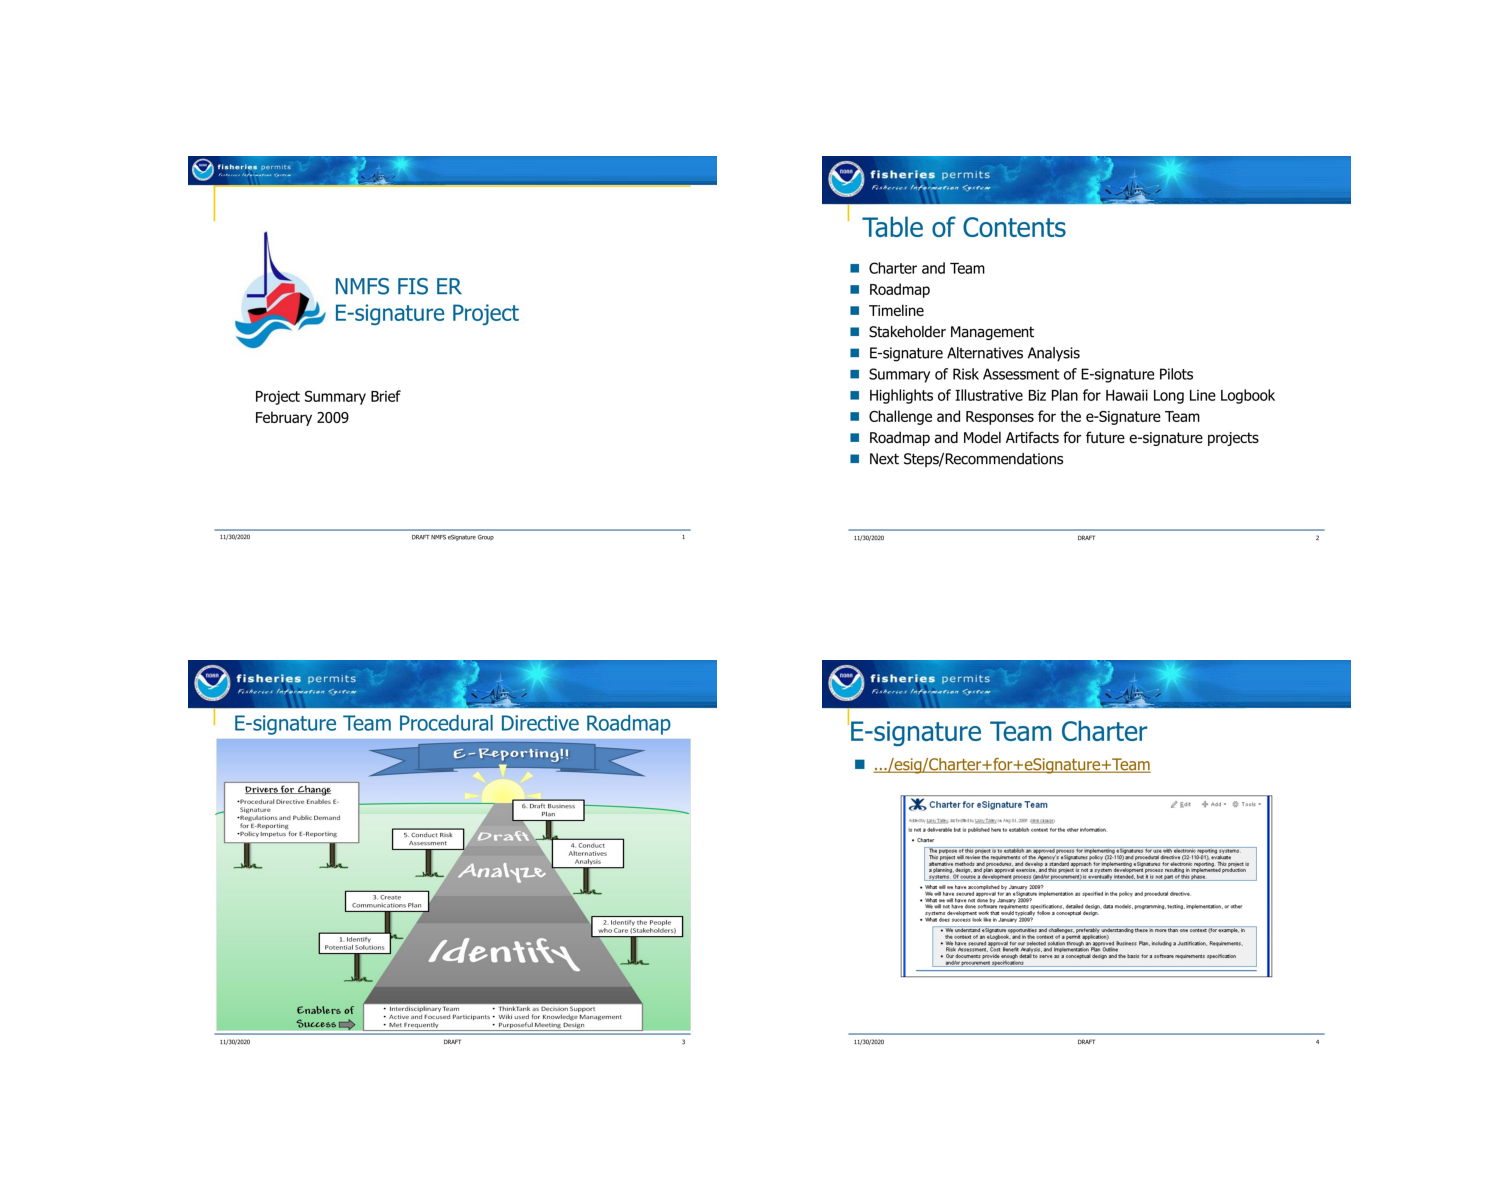 fisheries permits
Fisheries Information System
NMFS FIS ER
E-signature Project
Project Summary Brief
February 2009
11/30/2020
DRAFT NMFS eSignature Group
1
NOAA
fisheries permits
Fisheries Information System
Table of Contents
Charter and Team
Roadmap
Timeline
Stakeholder Management
E-signature Alternatives Analysis
Summary of Risk Assessment of E-signature Pilots
Highlights of Illustrative Biz Plan for Hawaii Long Line Logbook
Challenge and Responses for the e-Signature Team
Roadmap and Model Artifacts for future e-signature projects
Next Steps/Recommendations
11/30/2020
DRAFT
2
NOAA
fisheries permits
Fisheries Information System
E-signature Team Procedural Directive Roadmap
E-Reporting!!
Drivers for Change
•Procedural Directive Enables E-
Signature
•Regulations and Public Demand
for E-Reporting
•Policy Impetus for E-Reporting
6. Draft Business
Plan
5. Conduct Risk
Assessment
Draft
4. Conduct
Alternatives
Analysis
Analyze
3. Create
Communications Plan
2. Identify the People
who Care (Stakeholders)
1. Identify
Potential Solutions
Identify
Enablers of
Success
• Interdisciplinary Team
• Active and Focused Participants
• Met Frequently
• ThinkTank as Decision Support
• Wiki used for Knowledge Management
• Purposeful Meeting Design
11/30/2020
DRAFT
3
NOAA
fisheries permits
Fisheries Information System
E-signature Team Charter
.../esig/Charter+for+eSignature+Team
Charter for eSignature Team
Edit
Add
Tools
is not a deliverable but is published here to establish context for the other information.
• Charter
The purpose of this project is to establish an approved process for implementing eSignatures for use with electronic reporting systems.
This project will review the requirements of the Agency's eSignatures policy (32-110) and procedural directive (32-110-01), evaluate
alternative methods and procedures, and develop a standard approach for implementing eSignatures for electronic reporting. This project is
a planning, design, and plan approval exercise, and this project is not a system development process resulting in implemented production
systems. Of course a development process (and/or procurement) is eventually intended, but it is not part of this phase.
• What will we have accomplished by January 2009?
We will have secured approval for an eSignature implementation as specified in the policy and procedural directive.
• What we will have not done by January 2009?
We will not have done software requirements specifications, detailed design, data models, programming, testing, implementation, or other
systems development work that would typically follow a conceptual design.
• What does success look like in January 2009?
• We understand eSignature opportunities and challenges, preferably understanding these in more than one context (for example, in
the context of an eLogbook, and in the context of a permit application)
• We have secured approval for our selected solution through an approved Business Plan, including a Justification, Requirements,
Risk Assessment, Cost Benefit Analysis, and Implementation Plan Outline
• Our documents provide enough detail to serve as a conceptual design and the basis for a software requirements specification
and/or procurement specifications
11/30/2020
DRAFT
4